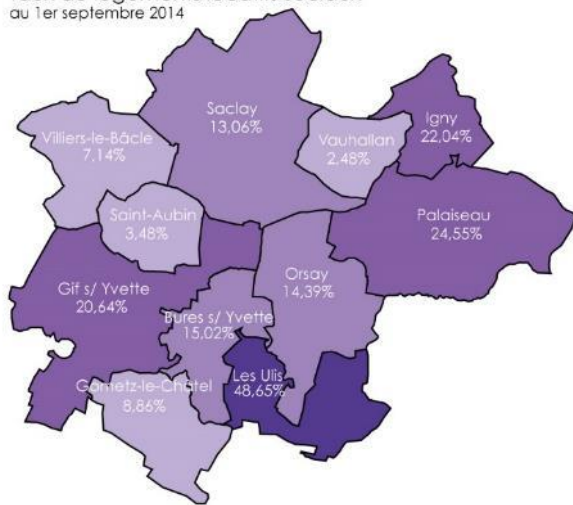 au 1er septembre 2014
Saclay
13,06%
Igny
22,04%
Villiers-le-Bâcle
7,14%
Vauhallan
2,48%
Saint-Aubin
3,48%
Palaiseau
24,55%
Orsay
14,39%
Gif s/ Yvette
20,64%
Bures s/ Yvette
15,02%
Les Ulis
48,65%
Gometz-le-Châtel
8,86%